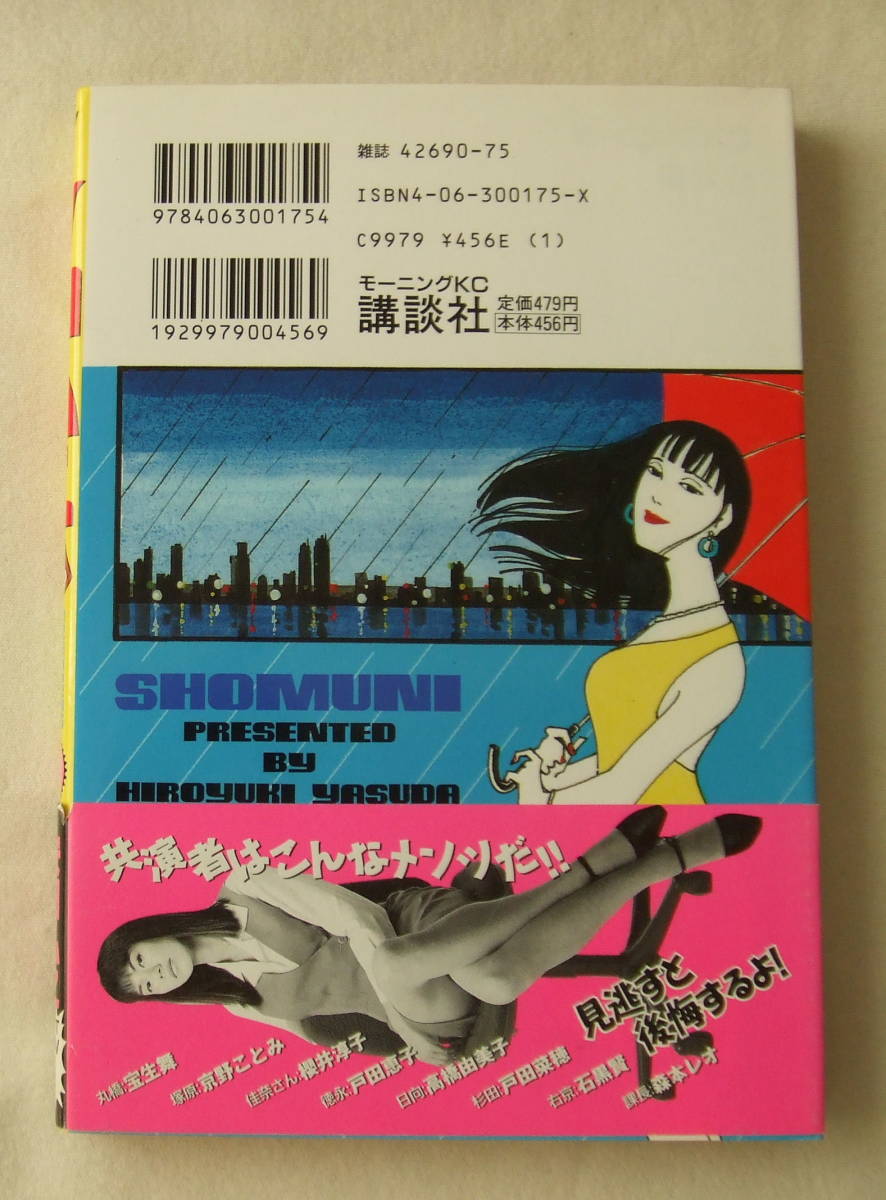 9784063001754
雑誌 42690-75
ISBN4-06-300175-X
C9979 ¥456E (1)
1929979004569
モーニングKC
講談社
定価479円
本体456円
SHOMUNI
PRESENTED
BY
HIROYUKI YASUDA
共演者はこんなメンツだ!!
見逃すと
後悔するよ!
丸橋:宝生舞
塚原:京野ことみ
佳奈さん:櫻井淳子
徳永:戸田恵子
日向:高橋由美子
杉田:戸田菜穂
右京:石黒賢
課長:森本レオ